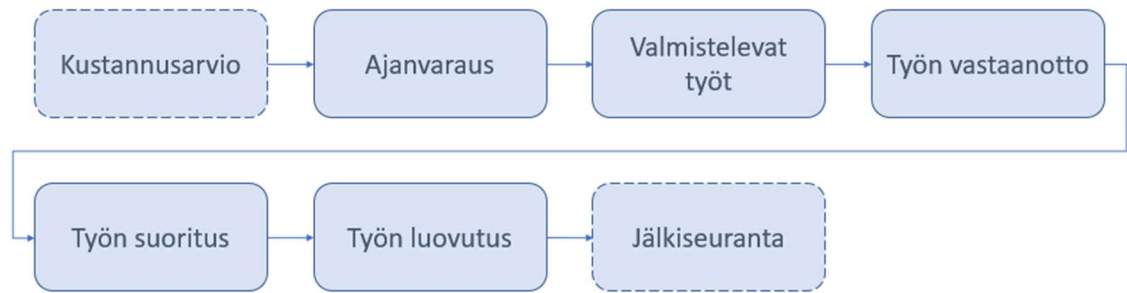 Kustannusarvio
Ajanvaraus
Valmistelevat
työt
Työn vastaanotto
Työn suoritus
Työn luovutus
Jälkiseuranta